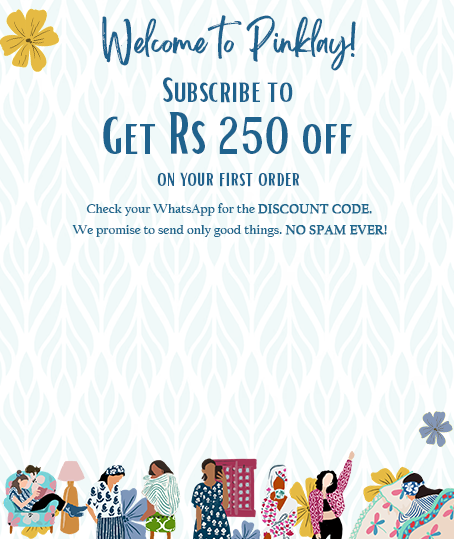 Welcome to Pinklay!
SUBSCRIBE TO
GET RS 250 OFF
ON YOUR FIRST ORDER
Check your WhatsApp for the DISCOUNT CODE.
We promise to send only good things. NO SPAM EVER!